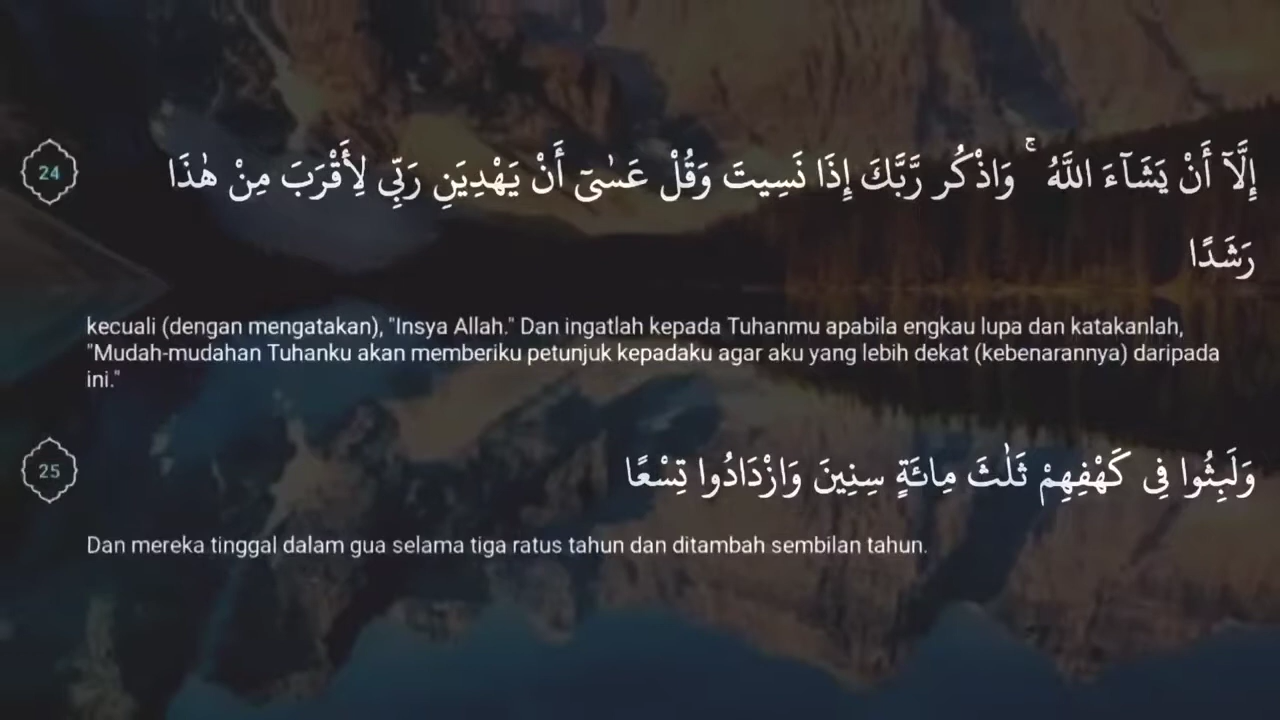 24
إِلَّآ أَنْ يَشَآءَ اللَّهُ ۚ وَاذْكُر رَّبَّكَ إِذَا نَسِيتَ وَقُلْ عَسٰىٓ أَنْ يَهْدِيَنِ رَبِّي لِأَقْرَبَ مِنْ هٰذَا
رَشَدًا
kecuali (dengan mengatakan), "Insya Allah." Dan ingatlah kepada Tuhanmu apabila engkau lupa dan katakanlah,
"Mudah-mudahan Tuhanku akan memberiku petunjuk kepadaku agar aku yang lebih dekat (kebenarannya) daripada
ini."
25
وَلَبِثُوا فِى كَهْفِهِمْ ثَلٰثَ مِائَةٍ سِنِينَ وَازْدَادُوا تِسْعًا
Dan mereka tinggal dalam gua selama tiga ratus tahun dan ditambah sembilan tahun.